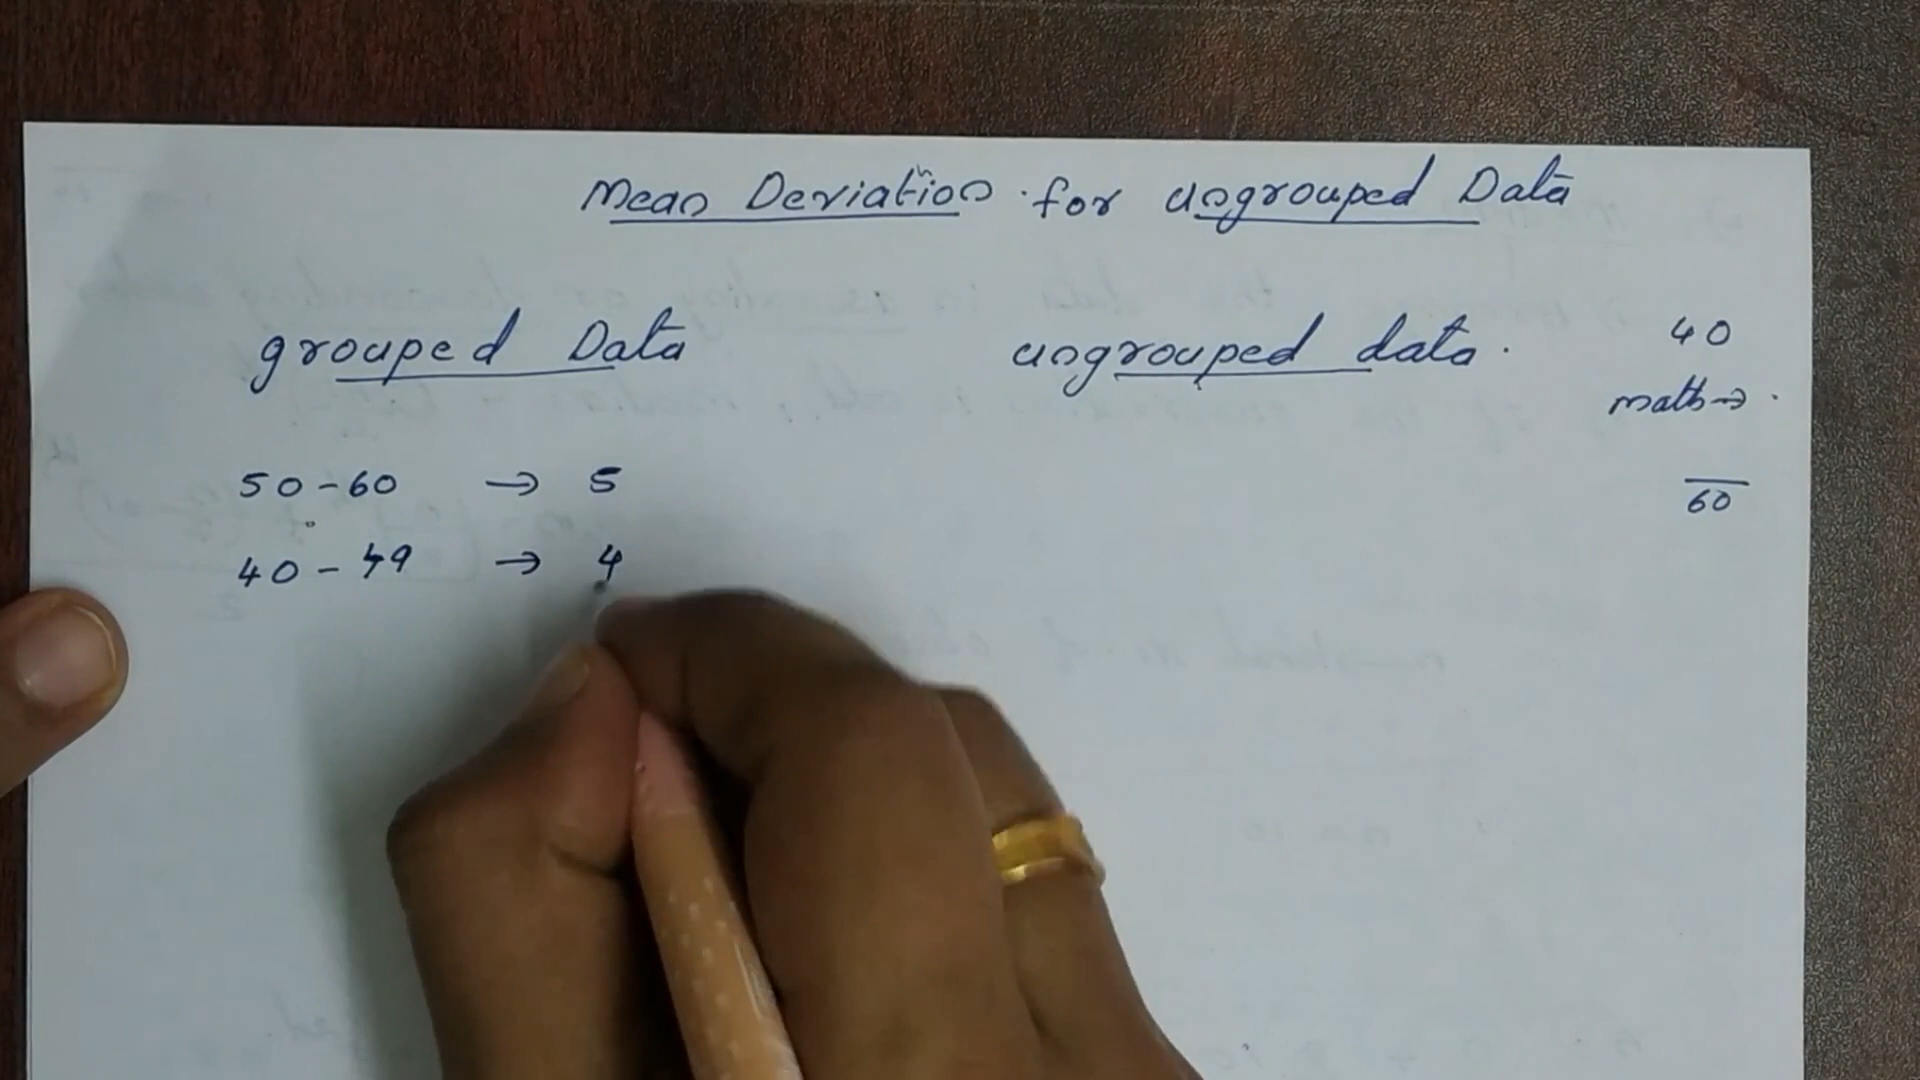 Mean Deviation for ungrouped Data
grouped Data
50-60 → 5
40-49 → 4
ungrouped data.
40
math→
60